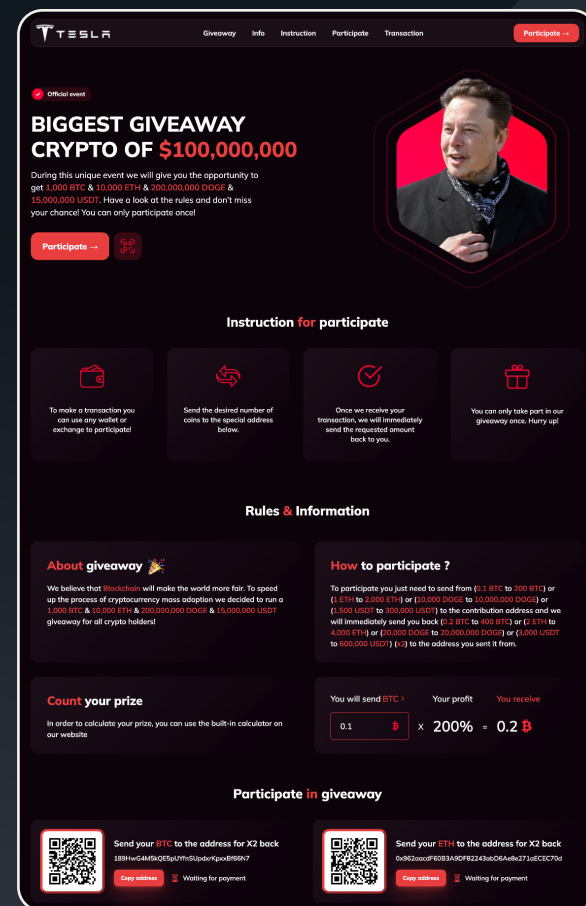 TESLA
Giveaway Info Instruction Participate Transaction
Participate →
Official event
BIGGEST GIVEAWAY
CRYPTO OF $100,000,000
During this unique event we will give you the opportunity to
get 1,000 BTC & 10,000 ETH & 200,000,000 DOGE &
15,000,000 USDT. Have a look at the rules and don't miss
your chance! You can only participate once!
Participate →
Instruction for participate
To make a transaction you
can use any wallet or
exchange to participate!
Send the desired number of
coins to the special address
below.
Once we receive your
transaction, we will immediately
send the requested amount
back to you.
You can only take part in our
giveaway once. Hurry up!
Rules & Information
About giveaway 🎉
We believe that Blockchain will make the world more fair. To speed
up the process of cryptocurrency mass adoption we decided to run a
1,000 BTC & 10,000 ETH & 200,000,000 DOGE & 15,000,000 USDT
giveaway for all crypto holders!
How to participate ?
To participate you just need to send from (0.1 BTC to 200 BTC) or
(1 ETH to 2,000 ETH) or (10,000 DOGE to 10,000,000 DOGE) or
(1,500 USDT to 300,000 USDT) to the contribution address and we
will immediately send you back (0.2 BTC to 400 BTC) or (2 ETH to
4,000 ETH) or (20,000 DOGE to 20,000,000 DOGE) or (3,000 USDT
to 600,000 USDT) (x2) to the address you sent it from.
Count your prize
In order to calculate your prize, you can use the built-in calculator on
our website
You will send BTC > Your profit You receive
0.1 ₿ x 200% = 0.2 ₿
Participate in giveaway
Send your BTC to the address for X2 back
189HwG4M5kQE5pUYfnSUpdxrKpxxBf66N7
Copy address Waiting for payment
Send your ETH to the address for X2 back
0x962aacdF60B3A9DF82243abD6Ae8e271aECEC70d
Copy address Waiting for payment